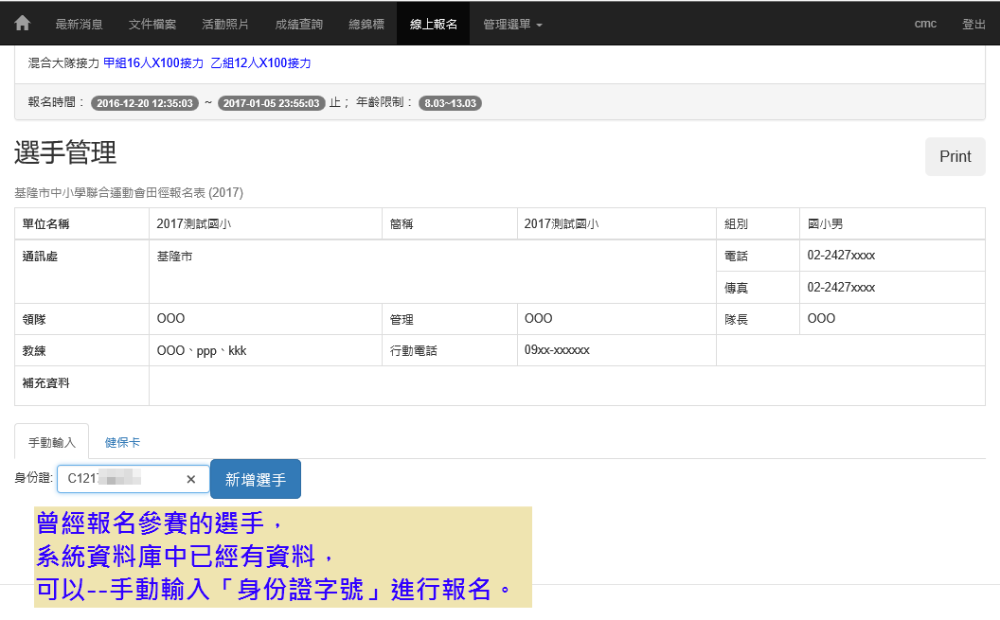 最新消息 文件檔案 活動照片 成績查詢 總錦標 線上報名 管理選單 cmc 登出
混合大隊接力 甲組16人X100接力 乙組12人X100接力
報名時間： 2016-12-20 12:35:03 ~ 2017-01-05 23:55:03 止； 年齡限制： 8.03~13.03
選手管理 Print
基隆市中小學聯合運動會田徑報名表 (2017)
單位名稱 2017測試國小 簡稱 2017測試國小 組別 國小男
通訊處 基隆市 電話 02-2427xxxx
傳真 02-2427xxxx
領隊 OOO 管理 OOO 隊長 OOO
教練 OOO、ppp、kkk 行動電話 09xx-xxxxxx
補充資料
手動輸入 健保卡
身份證: C121 新增選手
曾經報名參賽的選手，
系統資料庫中已經有資料，
可以--手動輸入「身份證字號」進行報名。